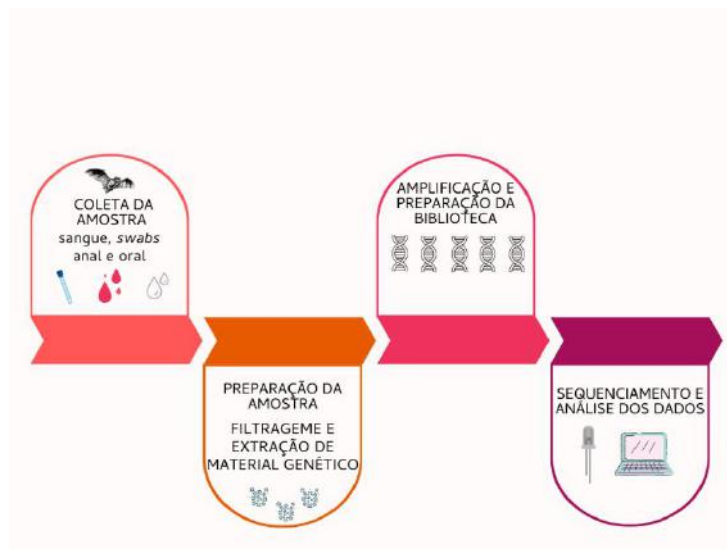 COLETA DA
AMOSTRA
sangue, swabs
anal e oral
PREPARAÇÃO DA
AMOSTRA
FILTRAGEME E
EXTRAÇÃO DE
MATERIAL GENÉTICO
AMPLIFICAÇÃO E
PREPARAÇÃO DA
BIBLIOTECA
SEQUENCIAMENTO E
ANÁLISE DOS DADOS